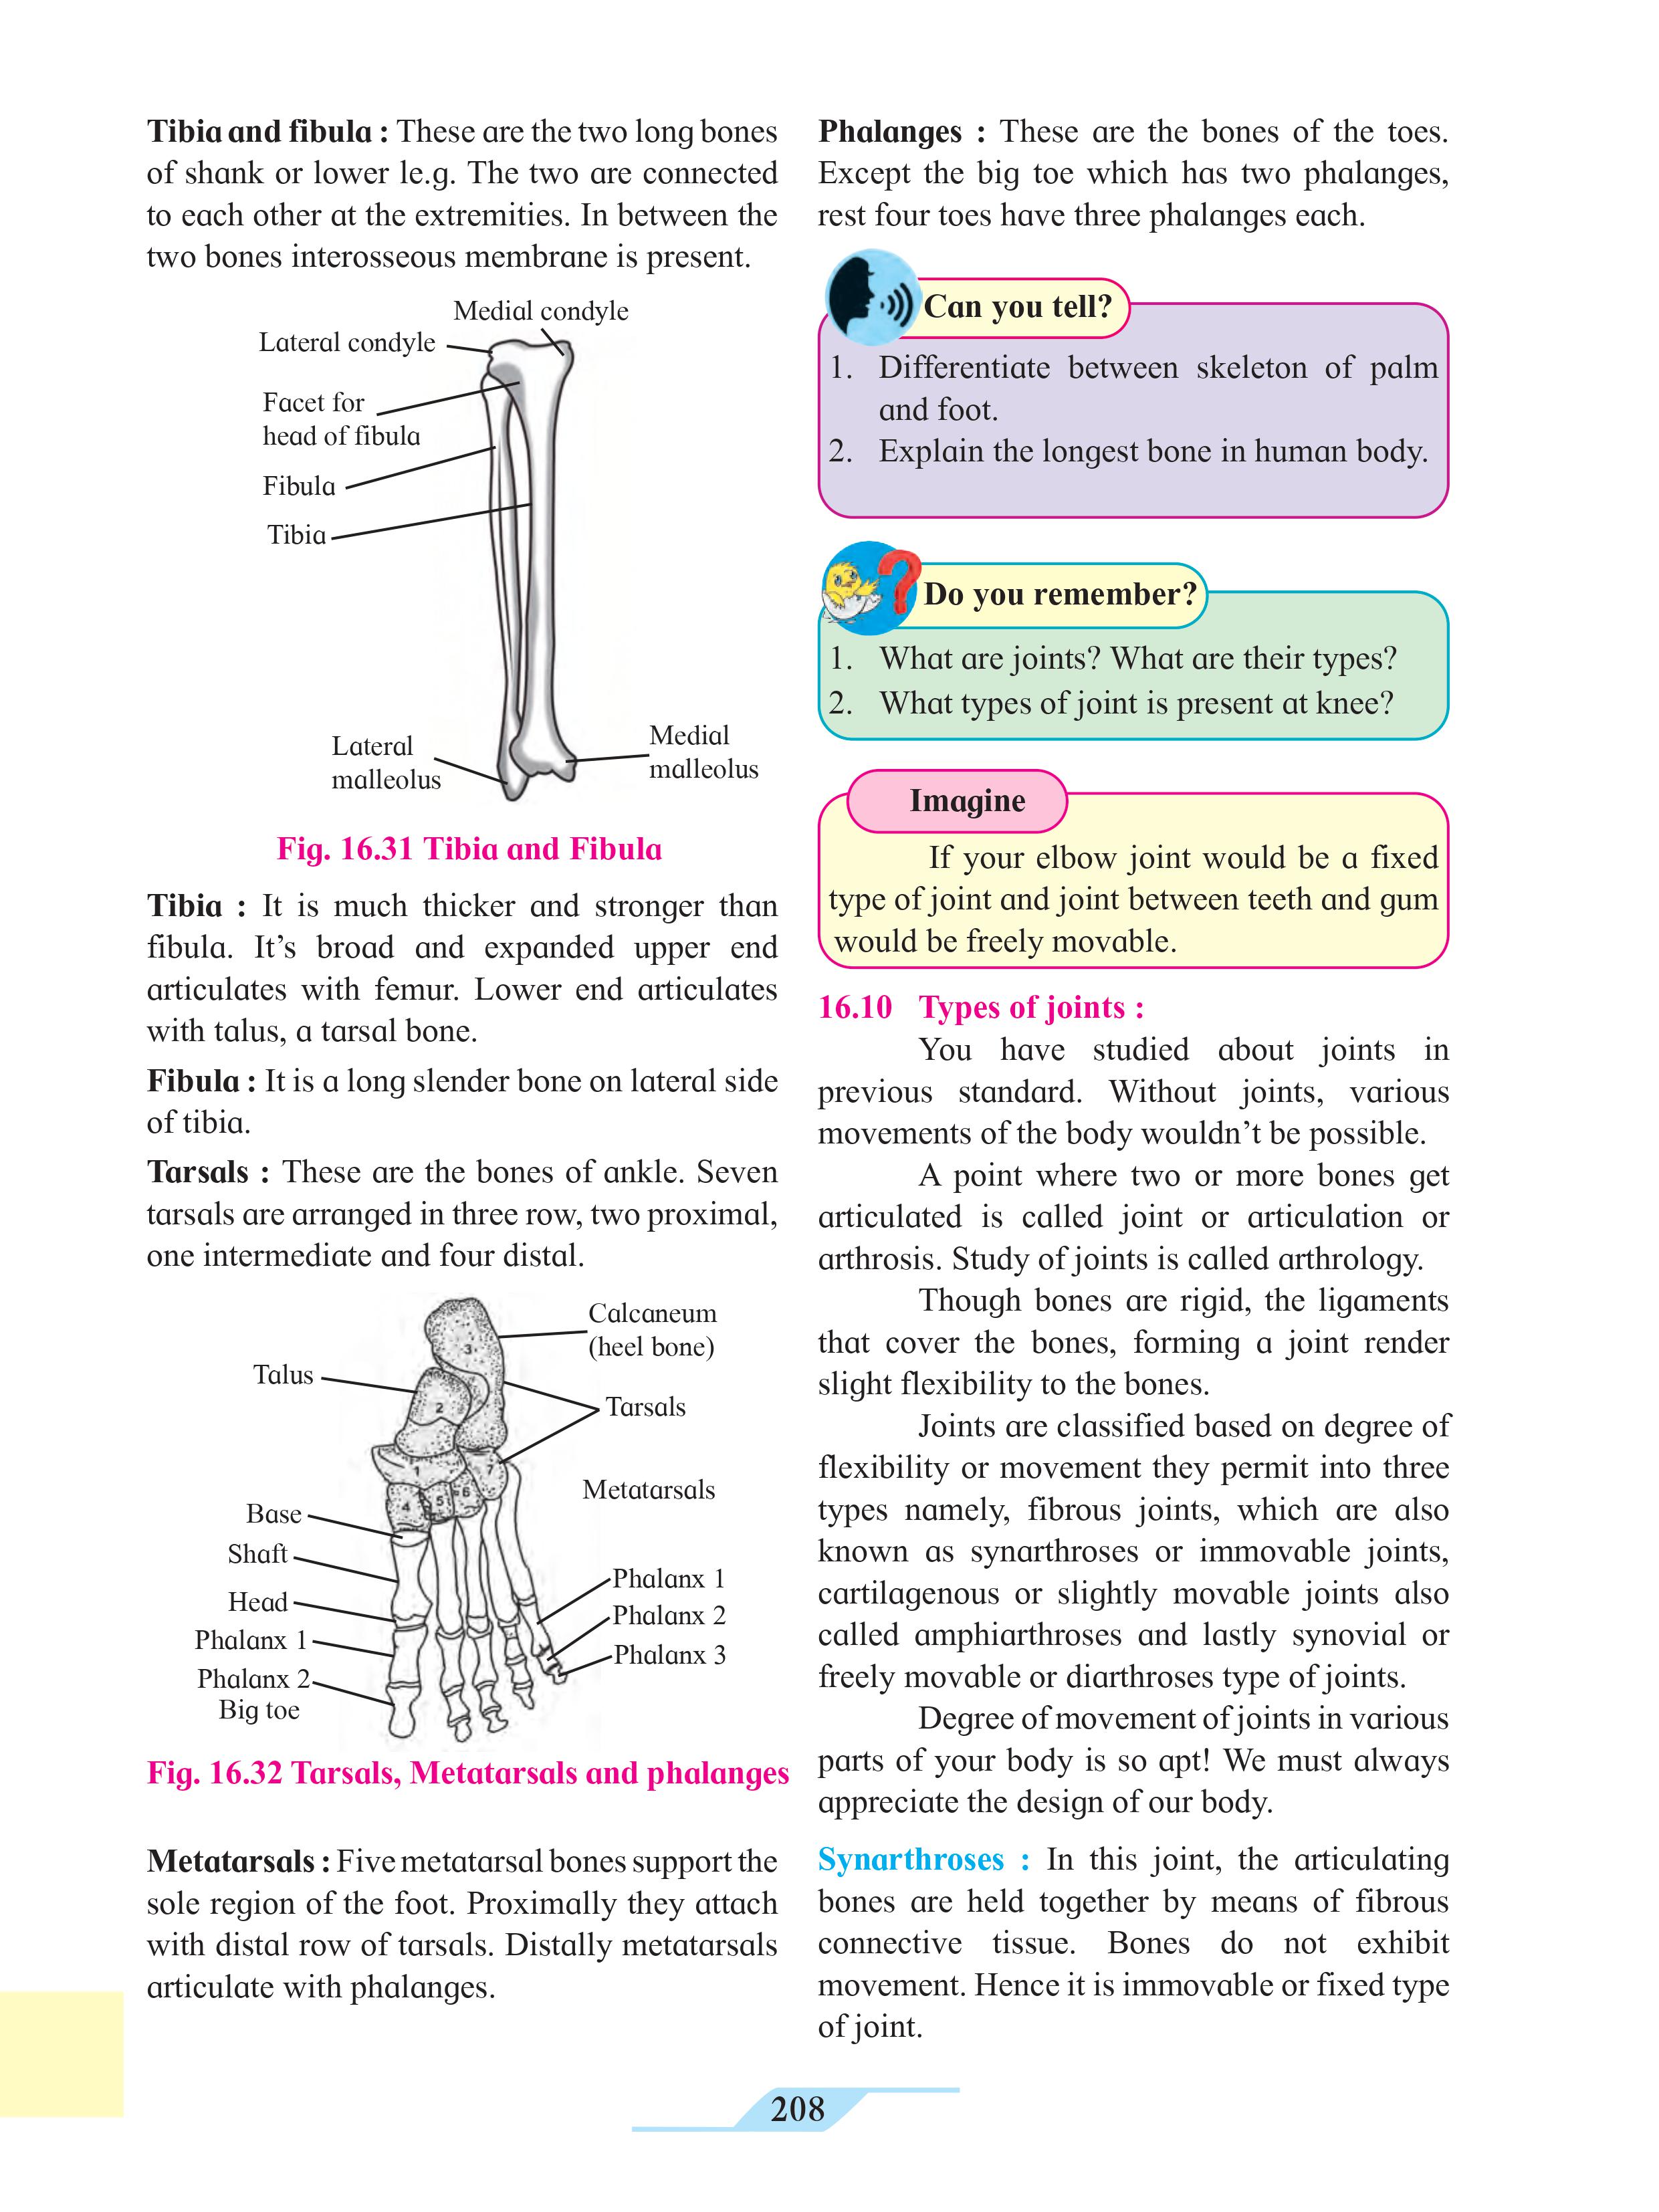 Tibia and fibula : These are the two long bones
of shank or lower le.g. The two are connected
to each other at the extremities. In between the
two bones interosseous membrane is present.
Medial condyle
Lateral condyle
Facet for
head of fibula
Fibula
Tibia
Lateral
malleolus
Medial
malleolus
Fig. 16.31 Tibia and Fibula
Tibia : It is much thicker and stronger than
fibula. It’s broad and expanded upper end
articulates with femur. Lower end articulates
with talus, a tarsal bone.
Fibula : It is a long slender bone on lateral side
of tibia.
Tarsals : These are the bones of ankle. Seven
tarsals are arranged in three row, two proximal,
one intermediate and four distal.
Calcaneum
(heel bone)
Talus
Tarsals
Metatarsals
Base
Shaft
Head
Phalanx 1
Phalanx 2
Big toe
Phalanx 1
Phalanx 2
Phalanx 3
3
2
1
7
4
5
6
Fig. 16.32 Tarsals, Metatarsals and phalanges
Metatarsals : Five metatarsal bones support the
sole region of the foot. Proximally they attach
with distal row of tarsals. Distally metatarsals
articulate with phalanges.
Phalanges : These are the bones of the toes.
Except the big toe which has two phalanges,
rest four toes have three phalanges each.
Can you tell?
1. Differentiate between skeleton of palm
and foot.
2. Explain the longest bone in human body.
Do you remember?
1. What are joints? What are their types?
2. What types of joint is present at knee?
Imagine
If your elbow joint would be a fixed
type of joint and joint between teeth and gum
would be freely movable.
16.10 Types of joints :
You have studied about joints in
previous standard. Without joints, various
movements of the body wouldn’t be possible.
A point where two or more bones get
articulated is called joint or articulation or
arthrosis. Study of joints is called arthrology.
Though bones are rigid, the ligaments
that cover the bones, forming a joint render
slight flexibility to the bones.
Joints are classified based on degree of
flexibility or movement they permit into three
types namely, fibrous joints, which are also
known as synarthroses or immovable joints,
cartilagenous or slightly movable joints also
called amphiarthroses and lastly synovial or
freely movable or diarthroses type of joints.
Degree of movement of joints in various
parts of your body is so apt! We must always
appreciate the design of our body.
Synarthroses : In this joint, the articulating
bones are held together by means of fibrous
connective tissue. Bones do not exhibit
movement. Hence it is immovable or fixed type
of joint.
208